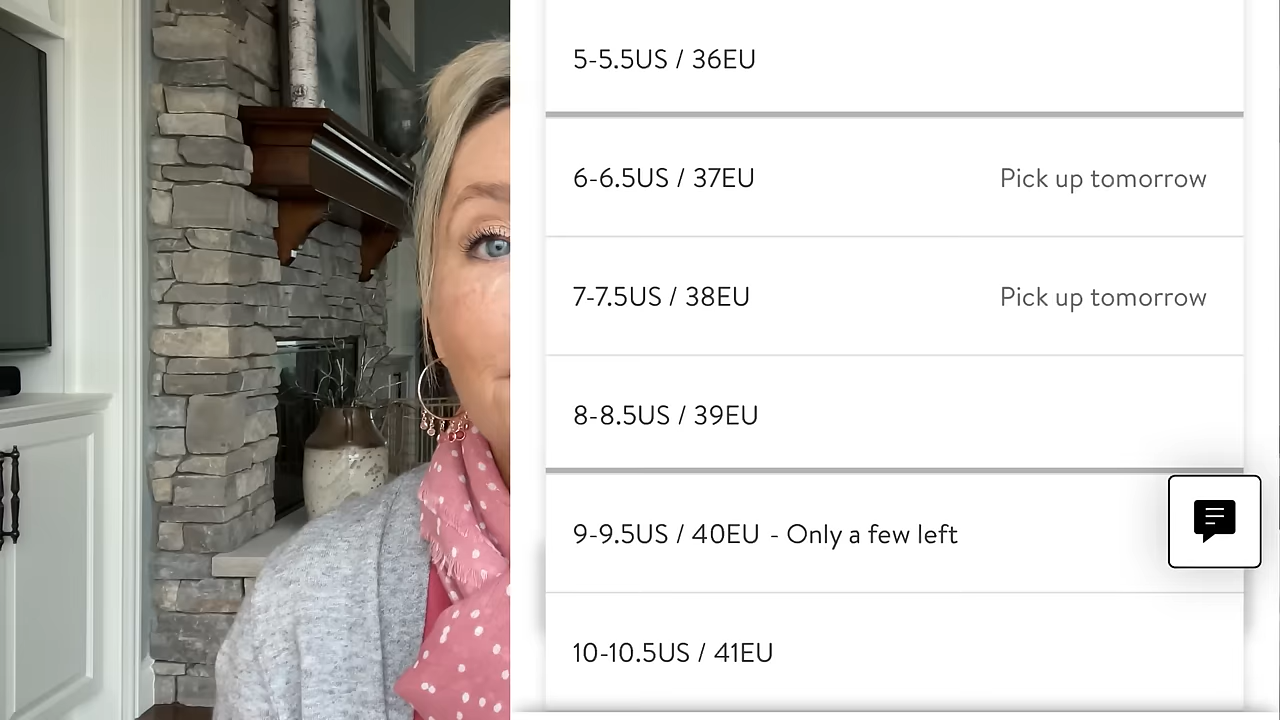 5-5.5US / 36EU
6-6.5US / 37EU Pick up tomorrow
7-7.5US / 38EU Pick up tomorrow
8-8.5US / 39EU
9-9.5US / 40EU - Only a few left
10-10.5US / 41EU